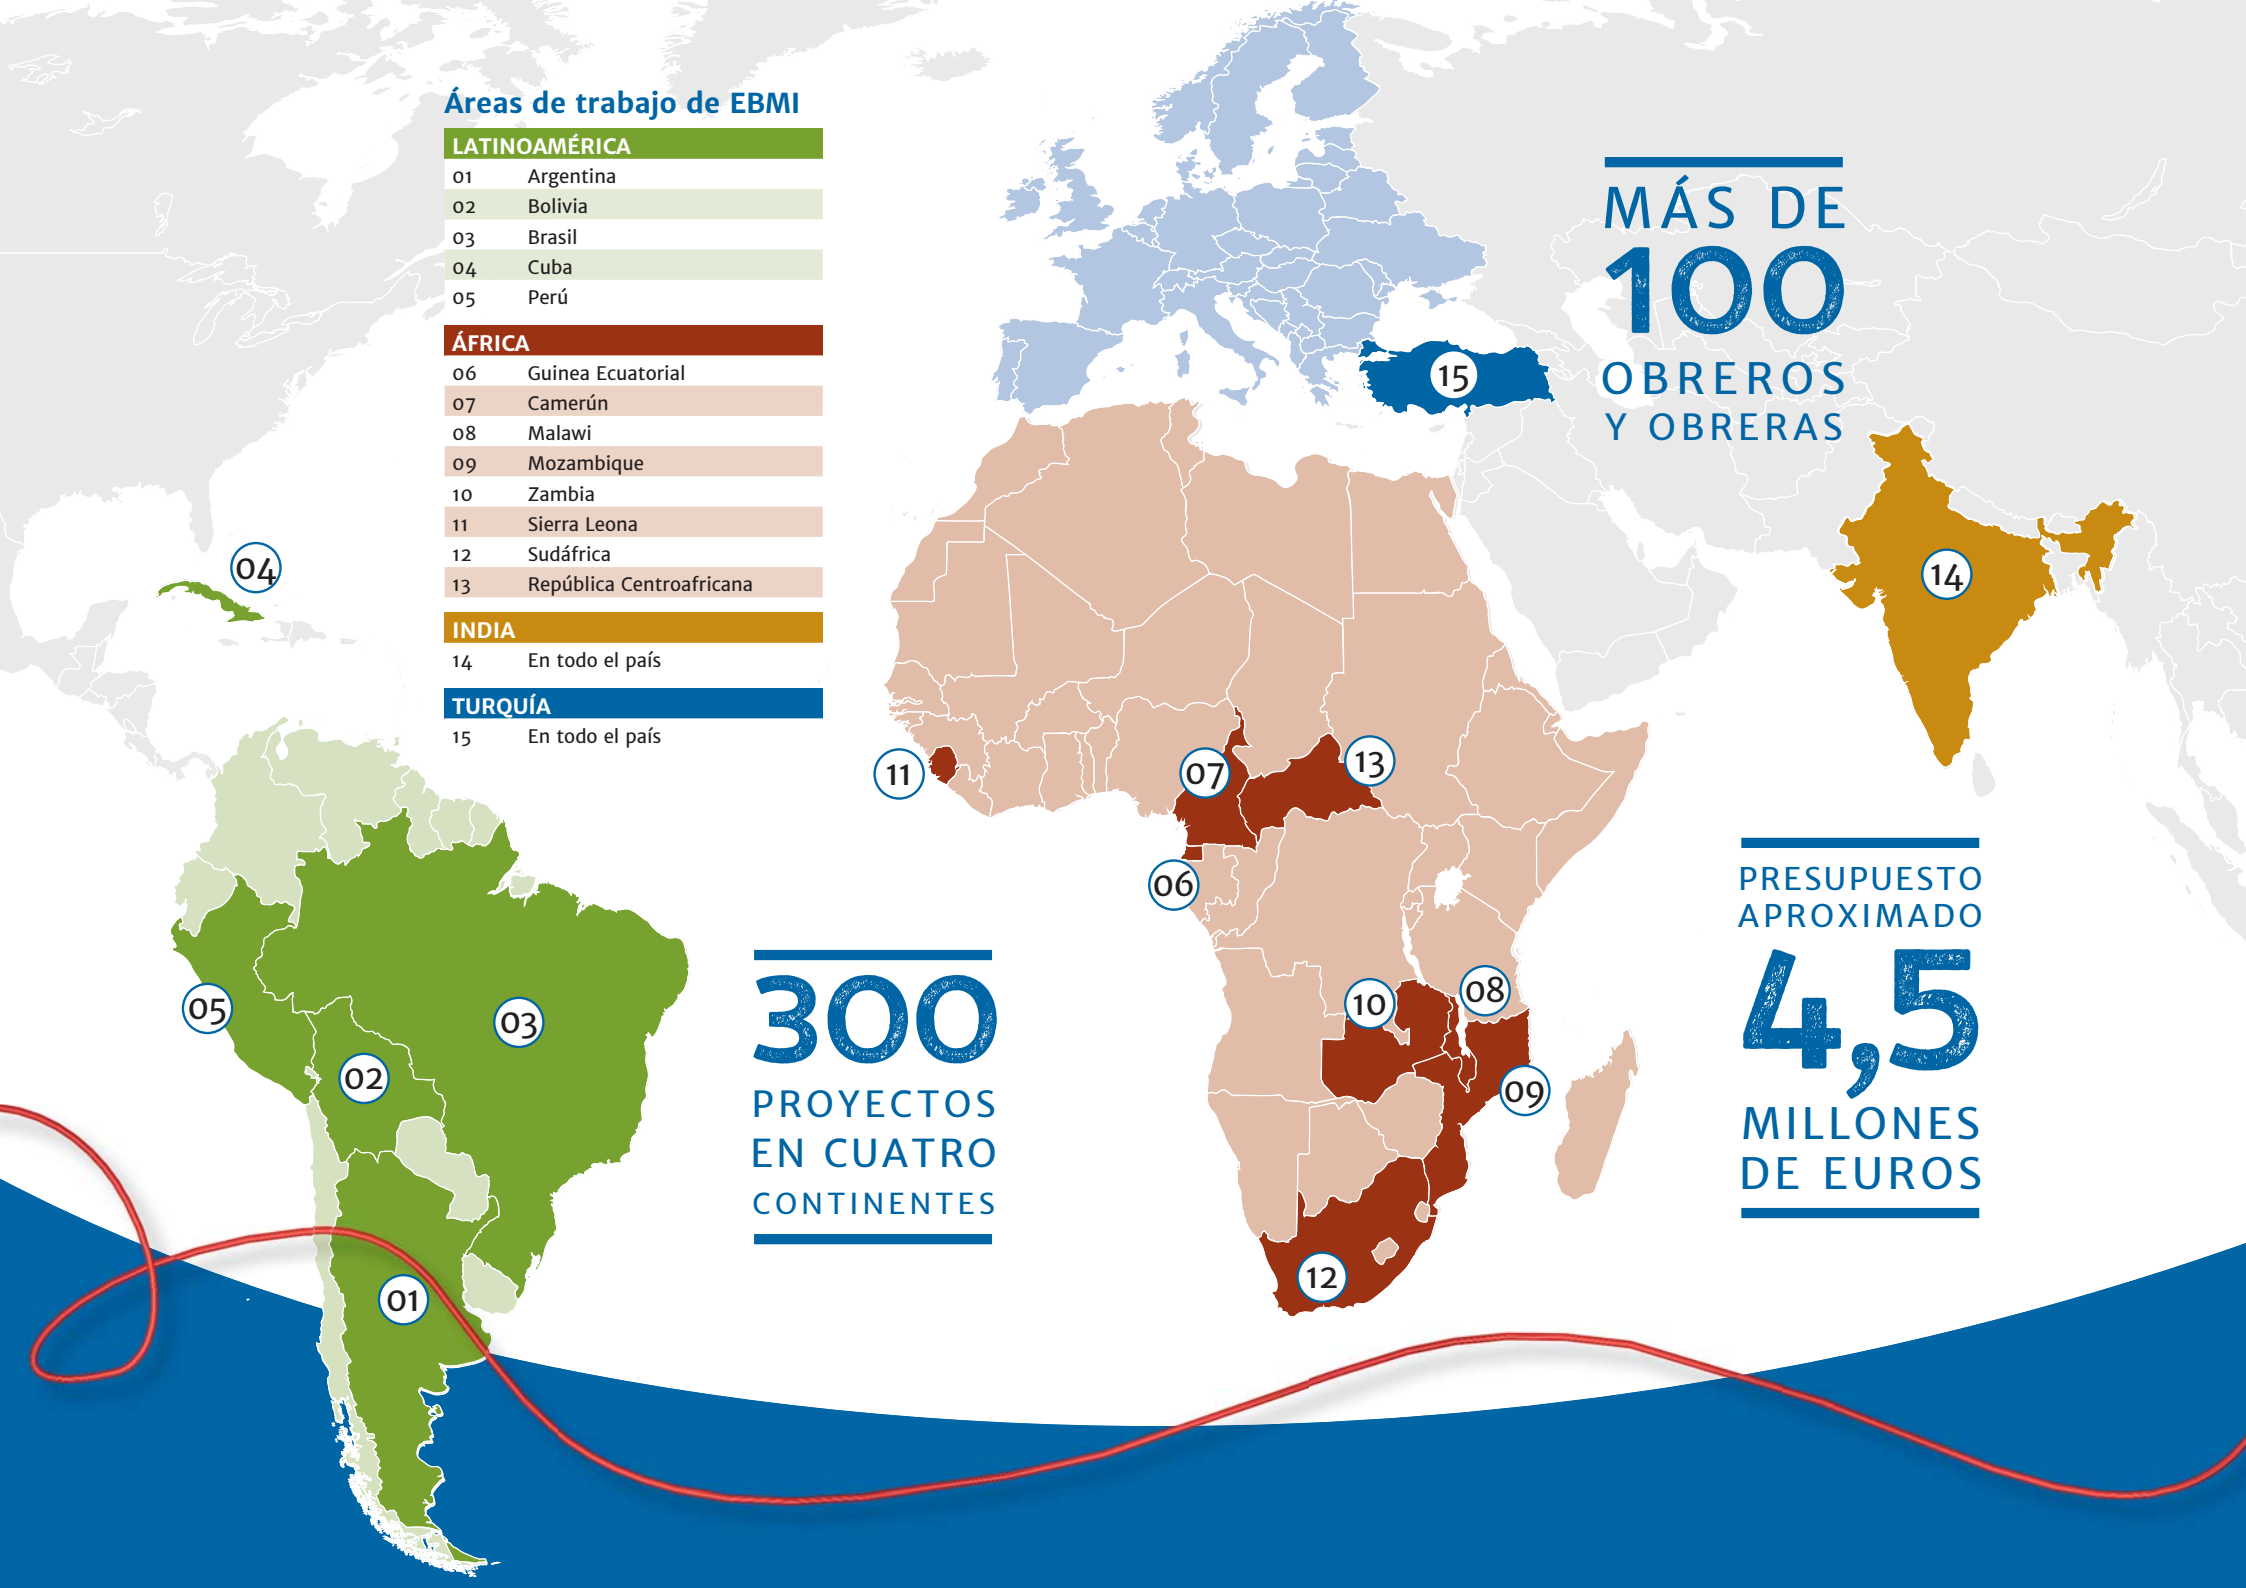 Áreas de trabajo de EBMI
LATINOAMÉRICA
01 Argentina
02 Bolivia
03 Brasil
04 Cuba
05 Perú
ÁFRICA
06 Guinea Ecuatorial
07 Camerún
08 Malawi
09 Mozambique
10 Zambia
11 Sierra Leona
12 Sudáfrica
13 República Centroafricana
INDIA
14 En todo el país
TURQUÍA
15 En todo el país
MÁS DE
100
OBREROS
Y OBRERAS
15
14
04
11
07
13
06
05
03
02
01
10
08
09
12
300
PROYECTOS
EN CUATRO
CONTINENTES
PRESUPUESTO
APROXIMADO
4,5
MILLONES
DE EUROS